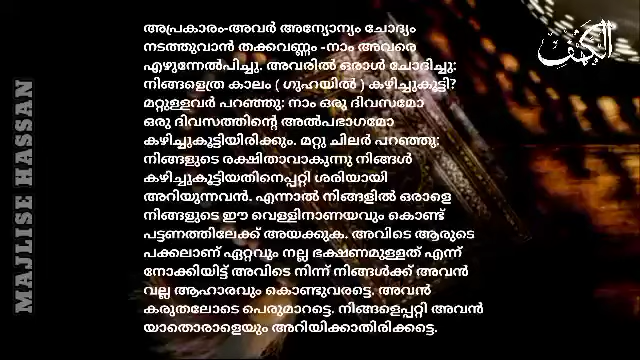 അപ്രകാരം-അവർ അന്യോന്യം ചോദ്യം
നടത്തുവാൻ തക്കവണ്ണം -നാം അവരെ
എഴുന്നേൽപിച്ചു. അവരിൽ ഒരാൾ ചോദിച്ചു:
നിങ്ങളെത്ര കാലം ( ഗുഹയിൽ ) കഴിച്ചുകൂട്ടി?
മറ്റുള്ളവർ പറഞ്ഞു: നാം ഒരു ദിവസമോ
ഒരു ദിവസത്തിന്റെ അൽപഭാഗമോ
കഴിച്ചുകൂട്ടിയിരിക്കും. മറ്റു ചിലർ പറഞ്ഞു:
നിങ്ങളുടെ രക്ഷിതാവാകുന്നു നിങ്ങൾ
കഴിച്ചുകൂട്ടിയതിനെപ്പറ്റി ശരിയായി
അറിയുന്നവൻ. എന്നാൽ നിങ്ങളിൽ ഒരാളെ
നിങ്ങളുടെ ഈ വെള്ളിനാണയവും കൊണ്ട്
പട്ടണത്തിലേക്ക് അയക്കുക. അവിടെ ആരുടെ
പക്കലാണ് ഏറ്റവും നല്ല ഭക്ഷണമുള്ളത് എന്ന്
നോക്കിയിട്ട് അവിടെ നിന്ന് നിങ്ങൾക്ക് അവൻ
വല്ല ആഹാരവും കൊണ്ടുവരട്ടെ. അവൻ
കരുതലോടെ പെരുമാറട്ടെ. നിങ്ങളെപ്പറ്റി അവൻ
യാതൊരാളെയും അറിയിക്കാതിരിക്കട്ടെ.
الكهف
MAJLISE HASSAN